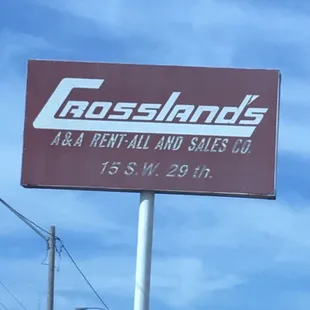 CROSSLAND'S
A & A RENT-ALL AND SALES CO.
15 S.W. 29 th.